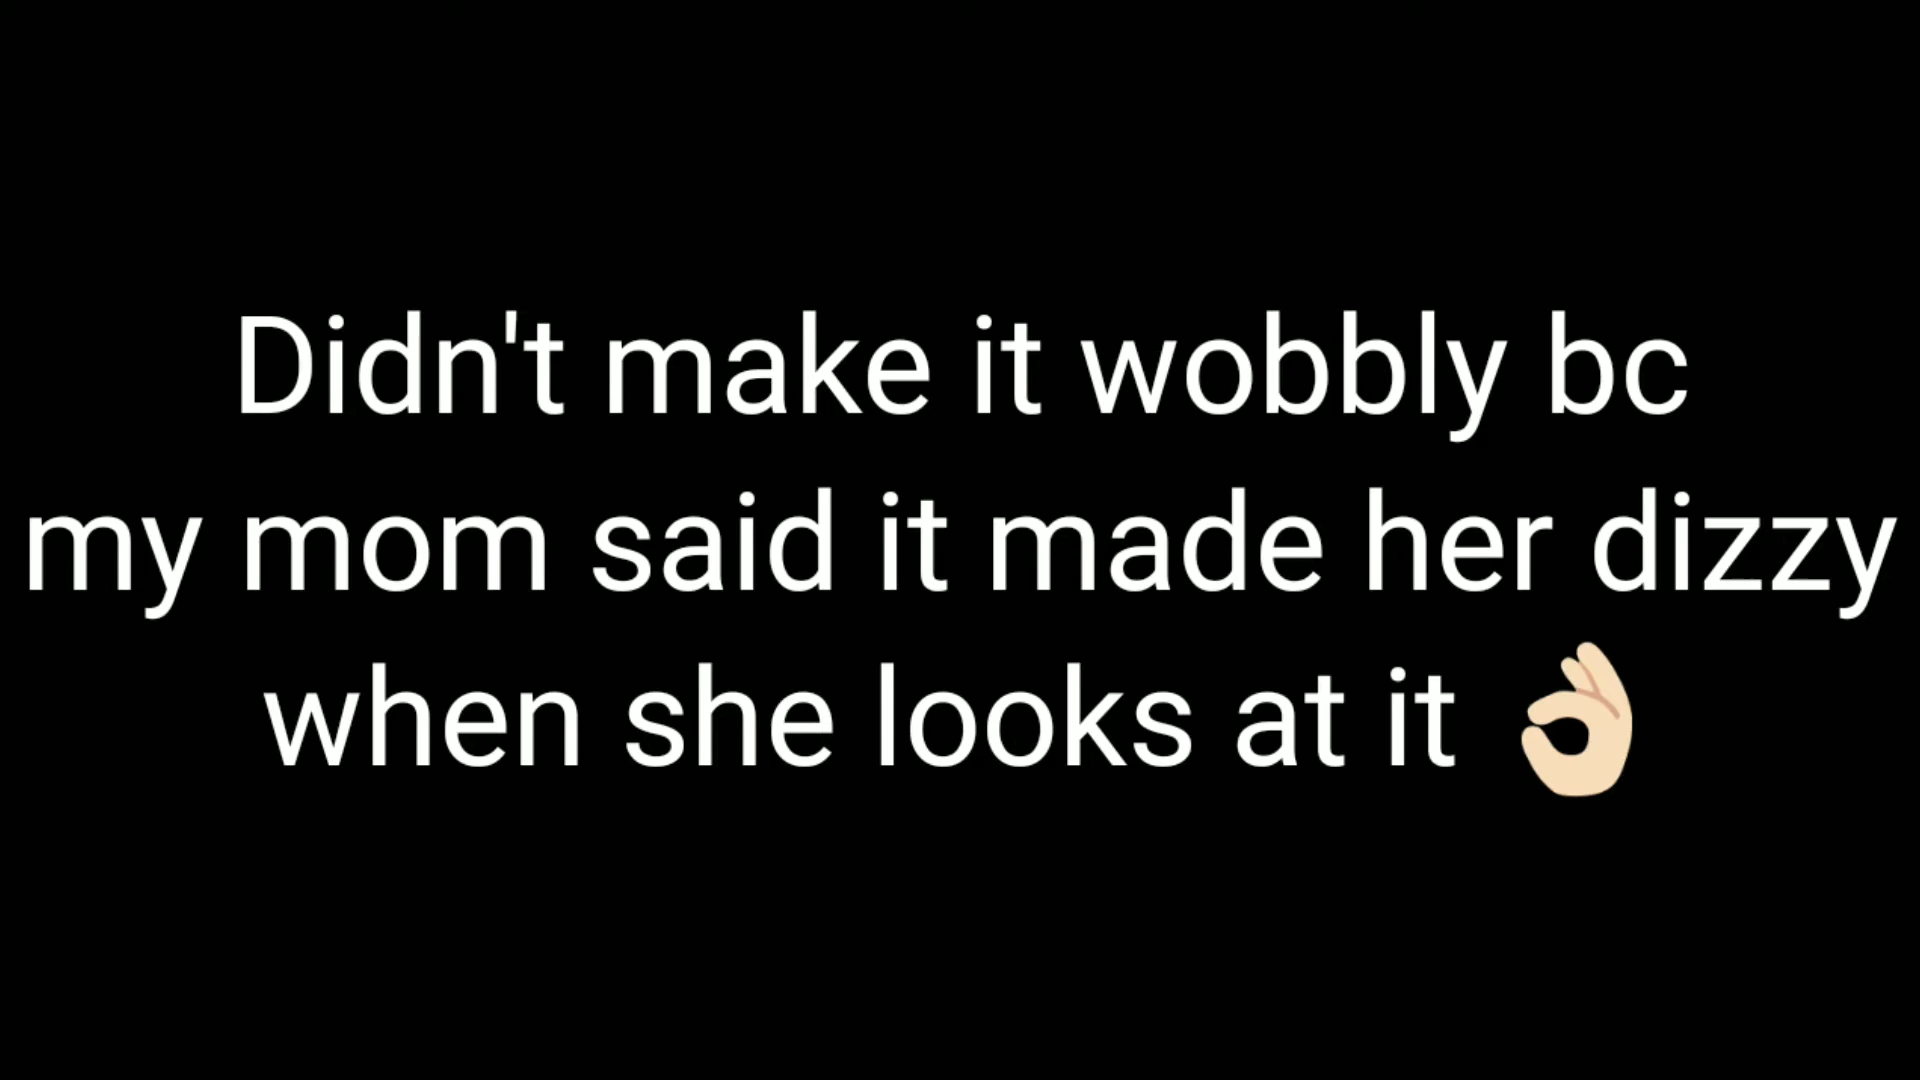 Didn't make it wobbly bc
my mom said it made her dizzy
when she looks at it 👌🏻